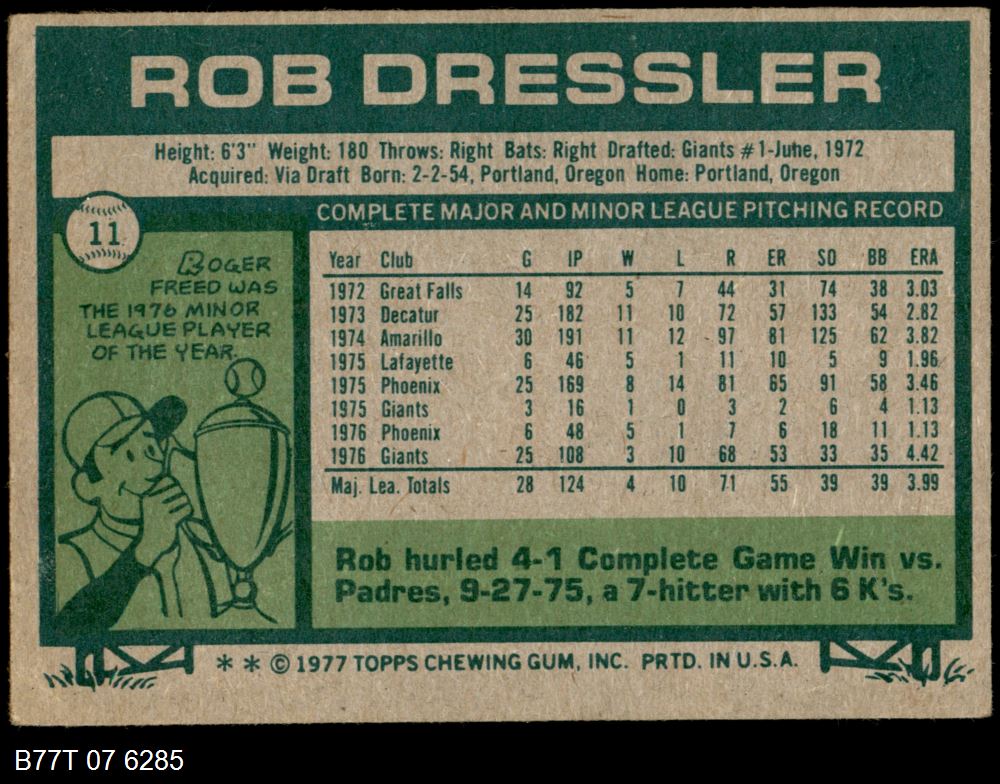 ROB DRESSLER
Height: 6'3" Weight: 180 Throws: Right Bats: Right Drafted: Giants #1-June, 1972
Acquired: Via Draft Born: 2-2-54, Portland, Oregon Home: Portland, Oregon
11
ROGER
FREED WAS
THE 1976 MINOR
LEAGUE PLAYER
OF THE YEAR.
COMPLETE MAJOR AND MINOR LEAGUE PITCHING RECORD
Year Club G IP W L R ER SO BB ERA
1972 Great Falls 14 92 5 7 44 31 74 38 3.03
1973 Decatur 25 182 11 10 72 57 133 54 2.82
1974 Amarillo 30 191 11 12 97 81 125 62 3.82
1975 Lafayette 6 46 5 1 11 10 5 9 1.96
1975 Phoenix 25 169 8 14 81 65 91 58 3.46
1975 Giants 3 16 1 0 3 2 6 4 1.13
1976 Phoenix 6 48 5 1 7 6 18 11 1.13
1976 Giants 25 108 3 10 68 53 33 35 4.42
Maj. Lea. Totals 28 124 4 10 71 55 39 39 3.99
Rob hurled 4-1 Complete Game Win vs.
Padres, 9-27-75, a 7-hitter with 6 K's.
* * © 1977 TOPPS CHEWING GUM, INC. PRTD. IN U.S.A.
B77T 07 6285